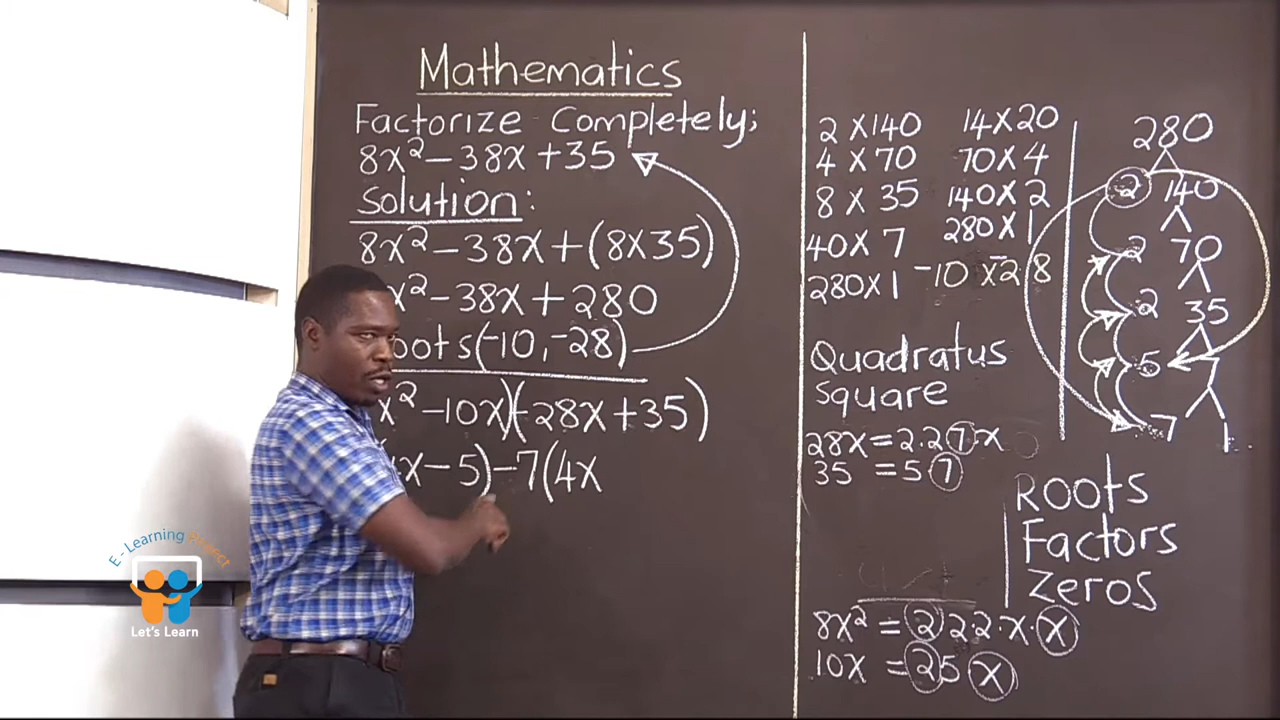 Mathematics
Factorize Completely;
8x² − 38x + 35
Solution:
8x² − 38x + (8x35)
x² − 38x + 280
oots(⁻10, ⁻28)
x² − 10x)(−28x + 35)
x − 5) − 7(4x
2 x 140
4 x 70
8 x 35
40 x 7
280 x 1
14 x 20
70 x 4
140 x 2
280 x 1
⁻10 x ⁻28
Quadratus
square
28x = 2·2 7·x
35 = 5 7
8x² = 2 2·2·x·x
10x = 2 5 x
280
2 140
2 70
2 35
5 7
7 1
Roots
Factors
Zeros
E - Learning Project
Let's Learn